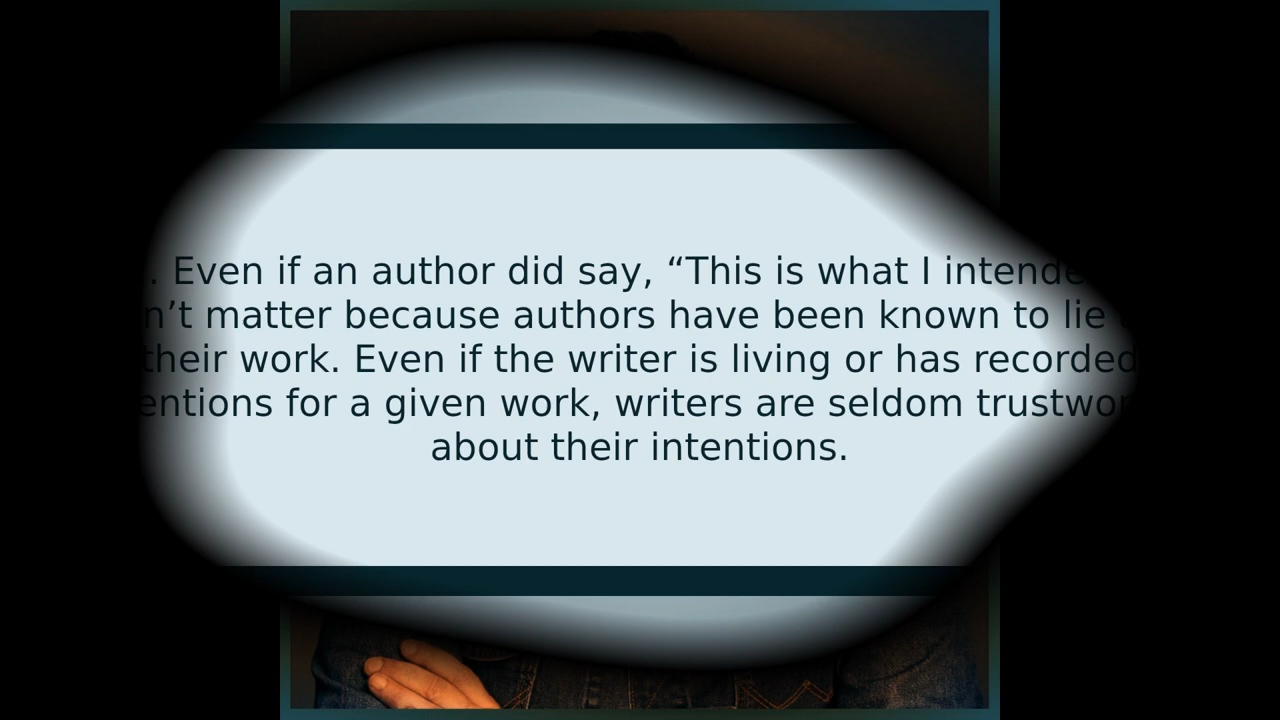 . Even if an author did say, “This is what I intende
n’t matter because authors have been known to lie
their work. Even if the writer is living or has recorded
entions for a given work, writers are seldom trustwor
about their intentions.